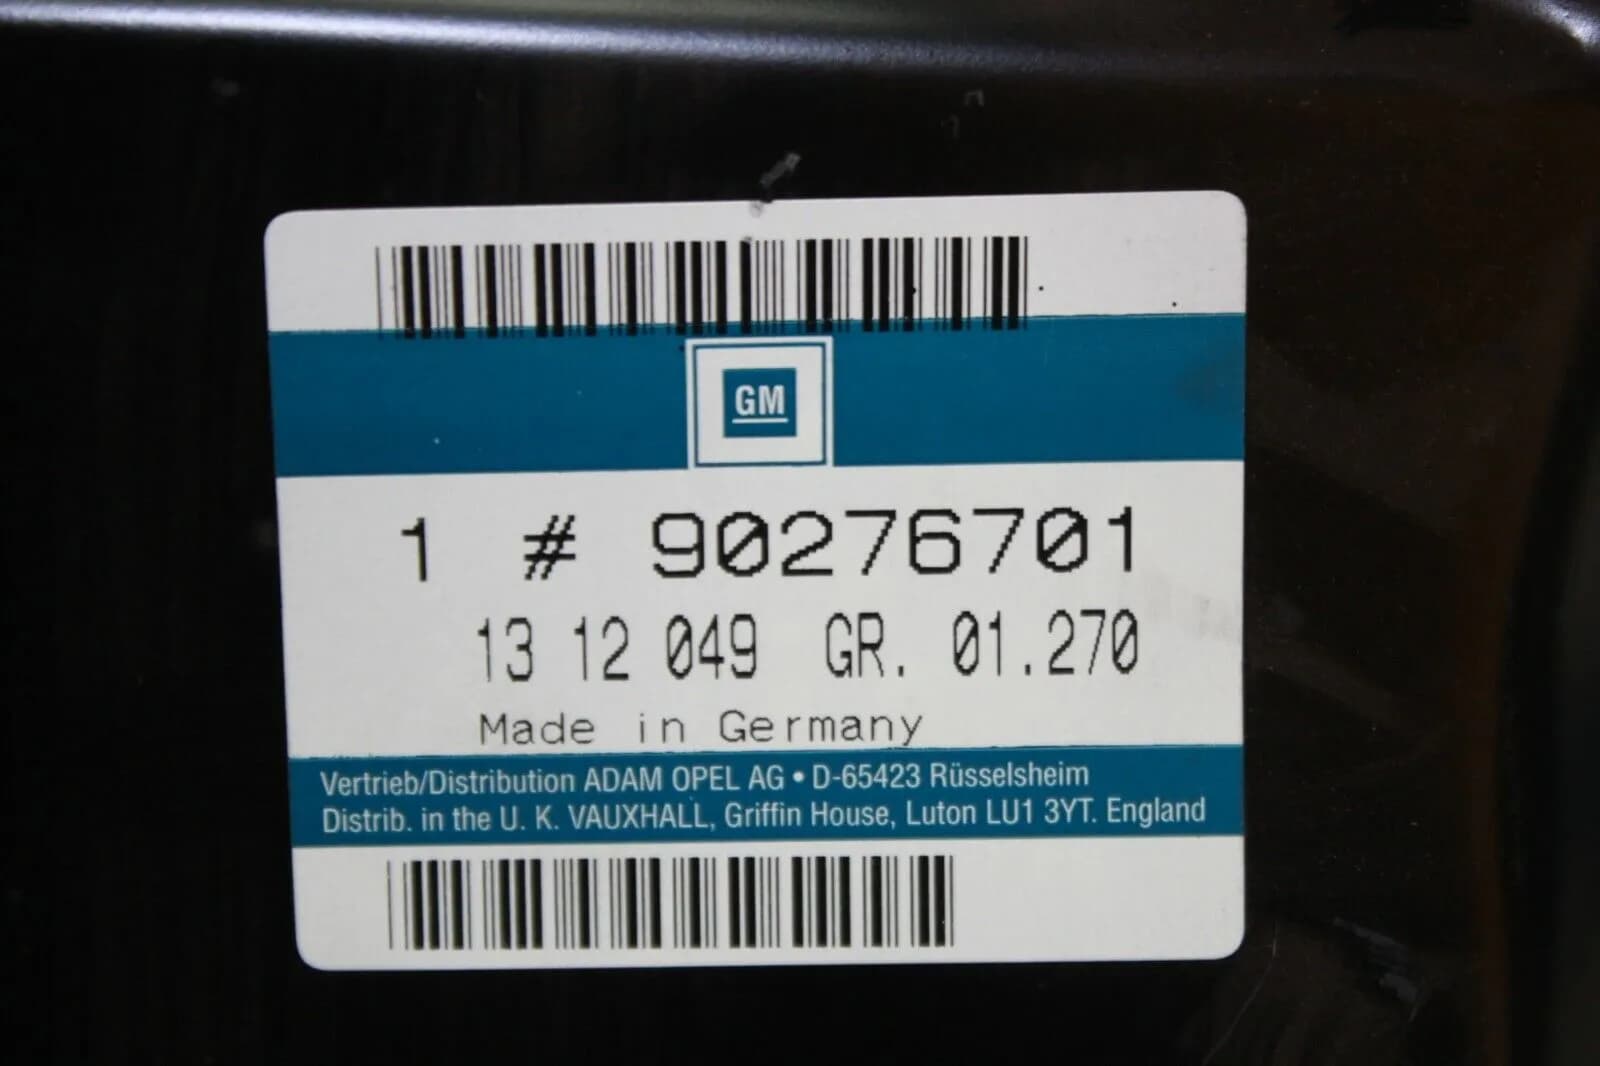 GM
1 # 90276701
13 12 049 GR. 01.270
Made in Germany
Vertrieb/Distribution ADAM OPEL AG • D-65423 Rüsselsheim
Distrib. in the U. K. VAUXHALL, Griffin House, Luton LU1 3YT. England